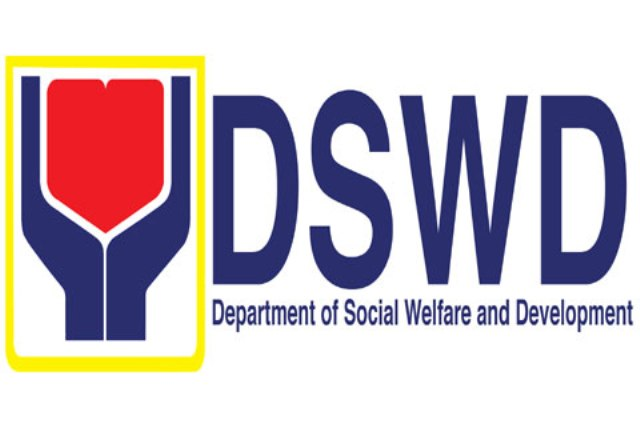 DSWD
Department of Social Welfare and Development